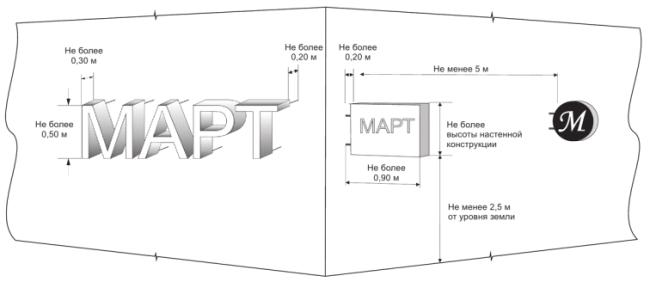 Не более
0,30 м
Не более
0,20 м
Не более
0,50 м
МАРТ
Не более
0,20 м
Не менее 5 м
МАРТ
Не более
высоты настенной
конструкции
М
Не более
0,90 м
Не менее 2,5 м
от уровня земли